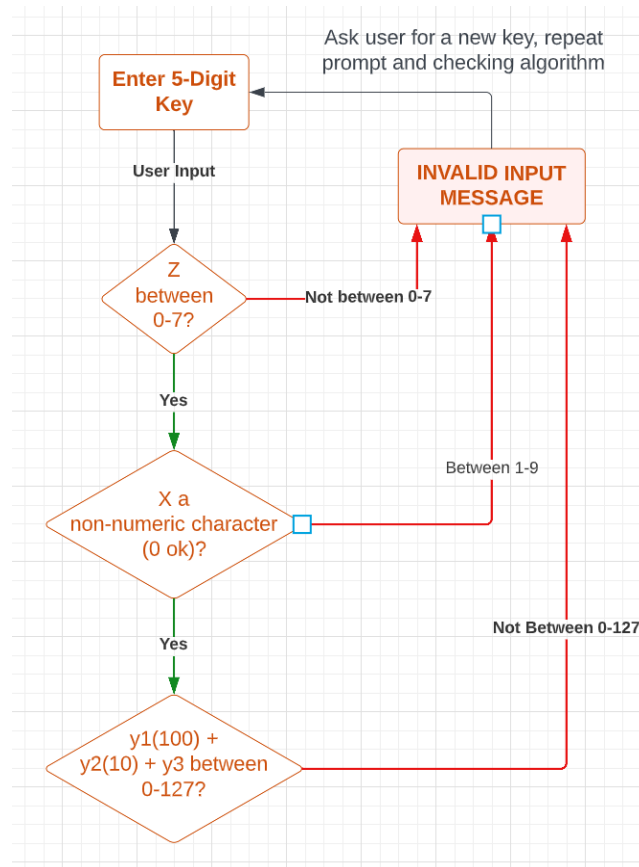 Ask user for a new key, repeat
prompt and checking algorithm
Enter 5-Digit
Key
INVALID INPUT
MESSAGE
User Input
Z
between
0-7?
Not between 0-7
Yes
Between 1-9
X a
non-numeric character
(0 ok)?
Not Between 0-127
Yes
y1(100) +
y2(10) + y3 between
0-127?